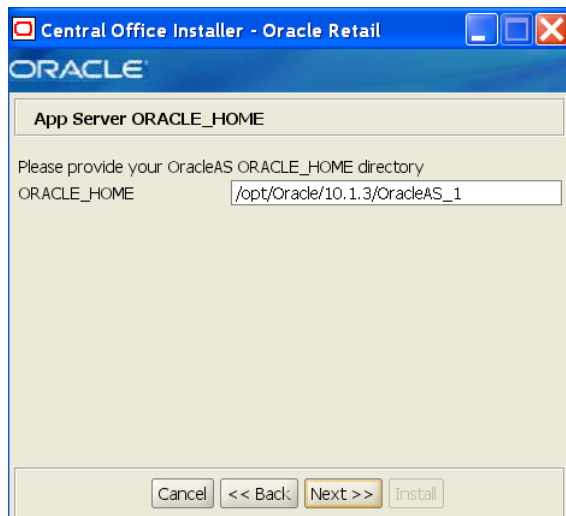 Central Office Installer - Oracle Retail
ORACLE
App Server ORACLE_HOME
Please provide your OracleAS ORACLE_HOME directory
ORACLE_HOME /opt/Oracle/10.1.3/OracleAS_1
Cancel << Back Next >> Install